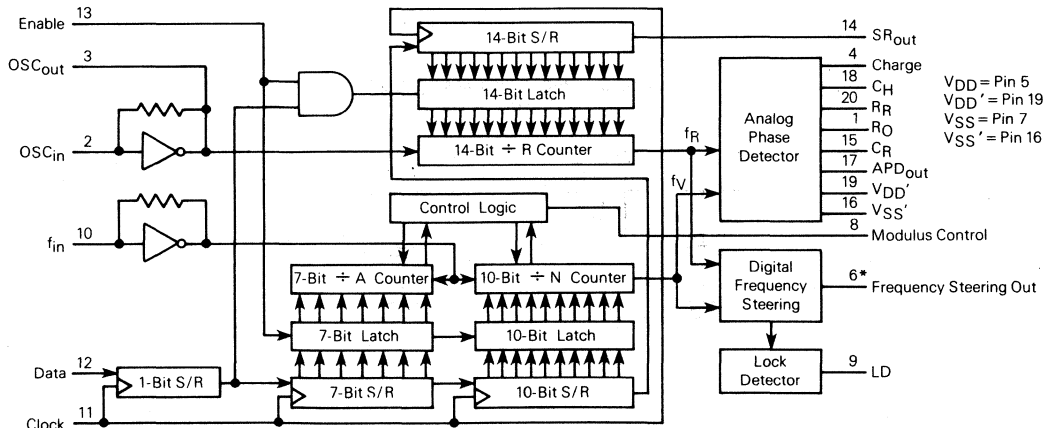 Enable 13
OSCout 3
OSCin 2
fin 10
Data 12
Clock 11
1-Bit S/R
14-Bit S/R
14-Bit Latch
14-Bit ÷ R Counter
Control Logic
7-Bit ÷ A Counter
10-Bit ÷ N Counter
7-Bit Latch
10-Bit Latch
7-Bit S/R
10-Bit S/R
fR
fV
Analog
Phase
Detector
Digital
Frequency
Steering
Lock
Detector
14 SRout
4 Charge
18 CH
20 RR
1 RO
15 CR
17 APDout
19 VDD'
16 VSS'
8 Modulus Control
6* Frequency Steering Out
9 LD
VDD = Pin 5
VDD' = Pin 19
VSS = Pin 7
VSS' = Pin 16